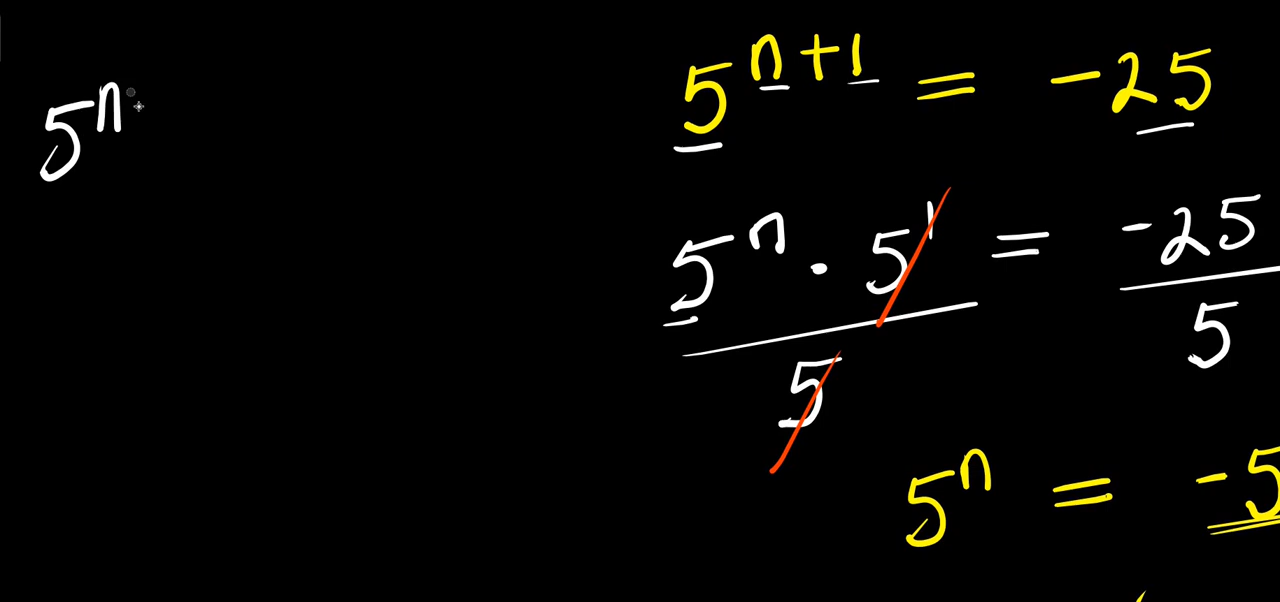 5^{n+1} = -25
5^n
5^n · 5^1 = -25
5 5
5^n = -5